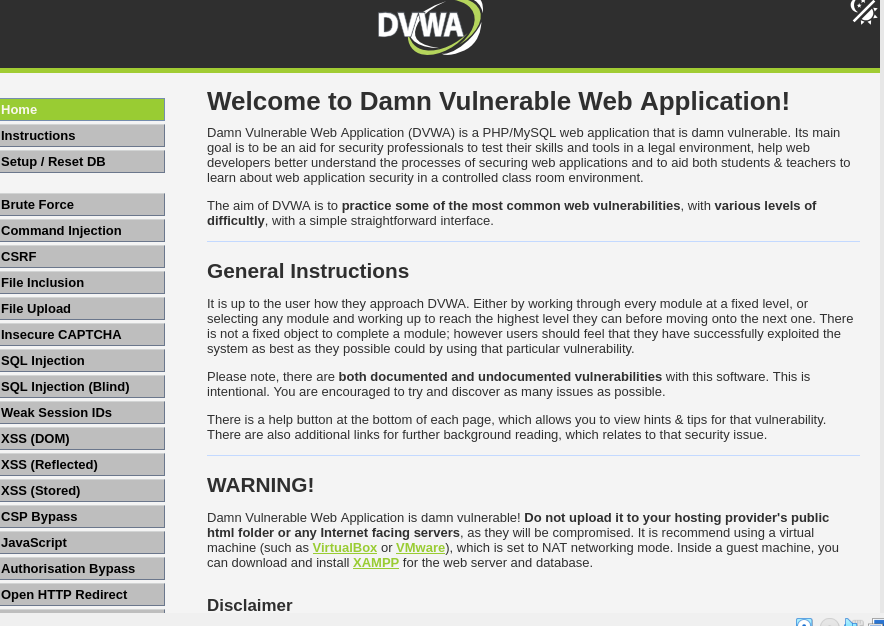 DVWA
Home
Instructions
Setup / Reset DB
Brute Force
Command Injection
CSRF
File Inclusion
File Upload
Insecure CAPTCHA
SQL Injection
SQL Injection (Blind)
Weak Session IDs
XSS (DOM)
XSS (Reflected)
XSS (Stored)
CSP Bypass
JavaScript
Authorisation Bypass
Open HTTP Redirect
Welcome to Damn Vulnerable Web Application!
Damn Vulnerable Web Application (DVWA) is a PHP/MySQL web application that is damn vulnerable. Its main
goal is to be an aid for security professionals to test their skills and tools in a legal environment, help web
developers better understand the processes of securing web applications and to aid both students & teachers to
learn about web application security in a controlled class room environment.
The aim of DVWA is to practice some of the most common web vulnerabilities, with various levels of
difficultly, with a simple straightforward interface.
General Instructions
It is up to the user how they approach DVWA. Either by working through every module at a fixed level, or
selecting any module and working up to reach the highest level they can before moving onto the next one. There
is not a fixed object to complete a module; however users should feel that they have successfully exploited the
system as best as they possible could by using that particular vulnerability.
Please note, there are both documented and undocumented vulnerabilities with this software. This is
intentional. You are encouraged to try and discover as many issues as possible.
There is a help button at the bottom of each page, which allows you to view hints & tips for that vulnerability.
There are also additional links for further background reading, which relates to that security issue.
WARNING!
Damn Vulnerable Web Application is damn vulnerable! Do not upload it to your hosting provider's public
html folder or any Internet facing servers, as they will be compromised. It is recommend using a virtual
machine (such as VirtualBox or VMware), which is set to NAT networking mode. Inside a guest machine, you
can download and install XAMPP for the web server and database.
Disclaimer